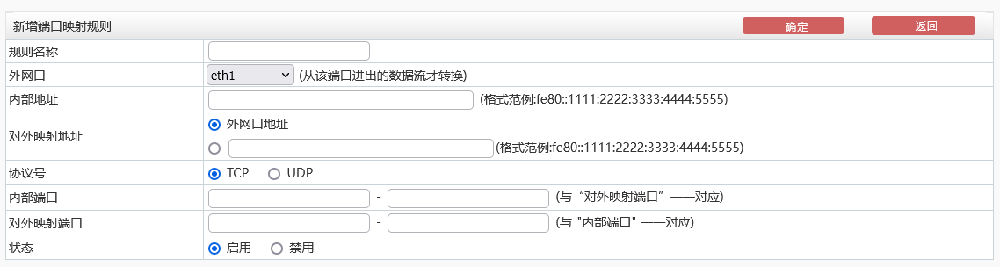 新增端口映射规则 确定 返回
规则名称
外网口 eth1 (从该端口进出的数据流才转换)
内部地址 (格式范例:fe80::1111:2222:3333:4444:5555)
对外映射地址 外网口地址
(格式范例:fe80::1111:2222:3333:4444:5555)
协议号 TCP UDP
内部端口 - (与“对外映射端口”——对应)
对外映射端口 - (与 "内部端口" ——对应)
状态 启用 禁用